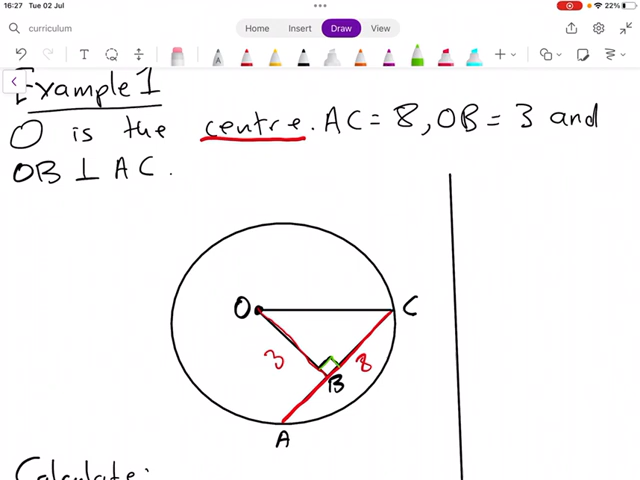 16:27 Tue 02 Jul
22%
curriculum
Home Insert Draw View
Example 1
O is the centre. AC = 8, OB = 3 and
OB ⊥ AC.
O
C
3
8
B
A
Calculate: